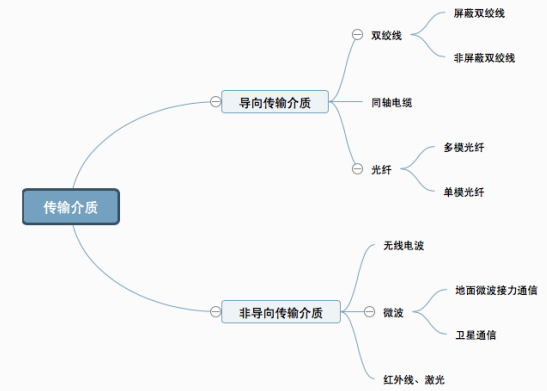 传输介质
导向传输介质
双绞线
屏蔽双绞线
非屏蔽双绞线
同轴电缆
光纤
多模光纤
单模光纤
非导向传输介质
无线电波
微波
地面微波接力通信
卫星通信
红外线、激光